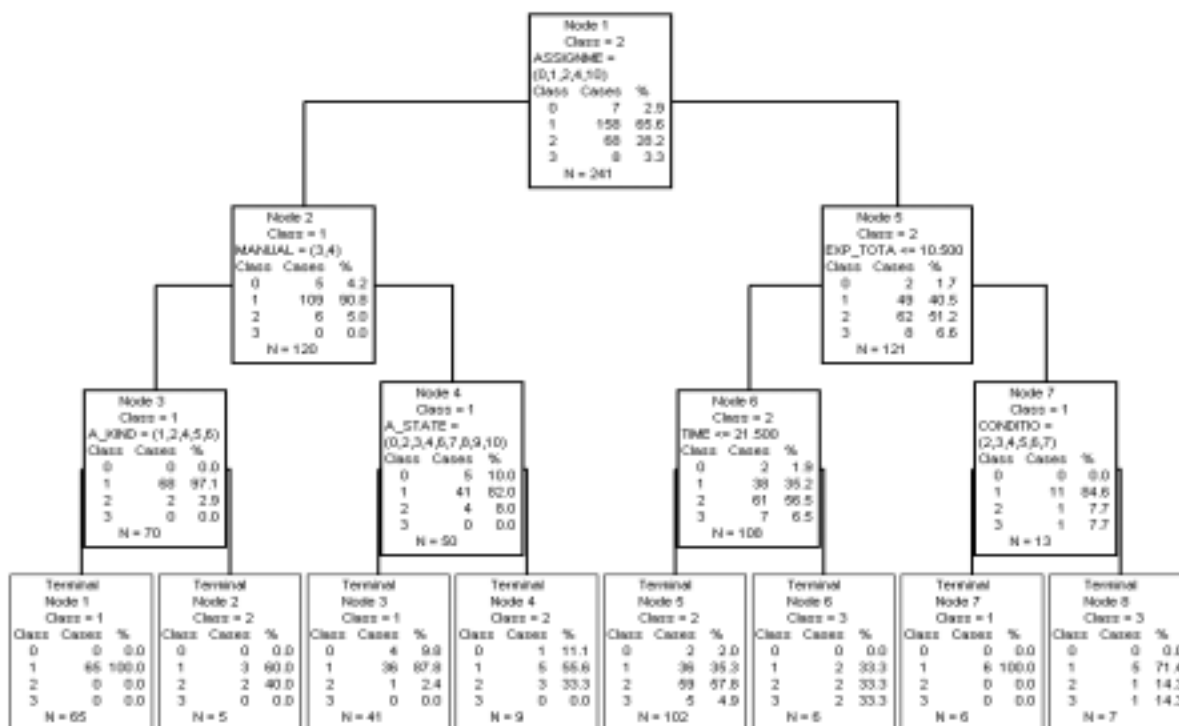 Node 1
Class = 2
ASSIGNME =
(0,1,2,4,10)
Class Cases %
0 7 2.9
1 158 65.6
2 68 28.2
3 8 3.3
N = 241
Node 2
Class = 1
MANUAL = (3,4)
Class Cases %
0 5 4.2
1 109 90.8
2 6 5.0
3 0 0.0
N = 120
Node 5
Class = 2
EXP_TOTA <= 10.500
Class Cases %
0 2 1.7
1 49 40.5
2 62 51.2
3 8 6.6
N = 121
Node 3
Class = 1
A_KIND = (1,2,4,5,6)
Class Cases %
0 0 0.0
1 68 97.1
2 2 2.9
3 0 0.0
N = 70
Node 4
Class = 1
A_STATE =
(0,2,3,4,6,7,8,9,10)
Class Cases %
0 5 10.0
1 41 82.0
2 4 8.0
3 0 0.0
N = 50
Node 6
Class = 2
TIME <= 21.500
Class Cases %
0 2 1.9
1 38 35.2
2 61 56.5
3 7 6.5
N = 108
Node 7
Class = 1
CONDITIO =
(2,3,4,5,6,7)
Class Cases %
0 0 0.0
1 11 84.6
2 1 7.7
3 1 7.7
N = 13
Terminal
Node 1
Class = 1
Class Cases %
0 0 0.0
1 65 100.0
2 0 0.0
3 0 0.0
N = 65
Terminal
Node 2
Class = 2
Class Cases %
0 0 0.0
1 3 60.0
2 2 40.0
3 0 0.0
N = 5
Terminal
Node 3
Class = 1
Class Cases %
0 4 9.8
1 36 87.8
2 1 2.4
3 0 0.0
N = 41
Terminal
Node 4
Class = 2
Class Cases %
0 1 11.1
1 5 55.6
2 3 33.3
3 0 0.0
N = 9
Terminal
Node 5
Class = 2
Class Cases %
0 2 2.0
1 36 35.3
2 59 57.8
3 5 4.9
N = 102
Terminal
Node 6
Class = 3
Class Cases %
0 0 0.0
1 2 33.3
2 2 33.3
3 2 33.3
N = 6
Terminal
Node 7
Class = 1
Class Cases %
0 0 0.0
1 6 100.0
2 0 0.0
3 0 0.0
N = 6
Terminal
Node 8
Class = 3
Class Cases %
0 0
1 5
2 1
3 1
N = 7